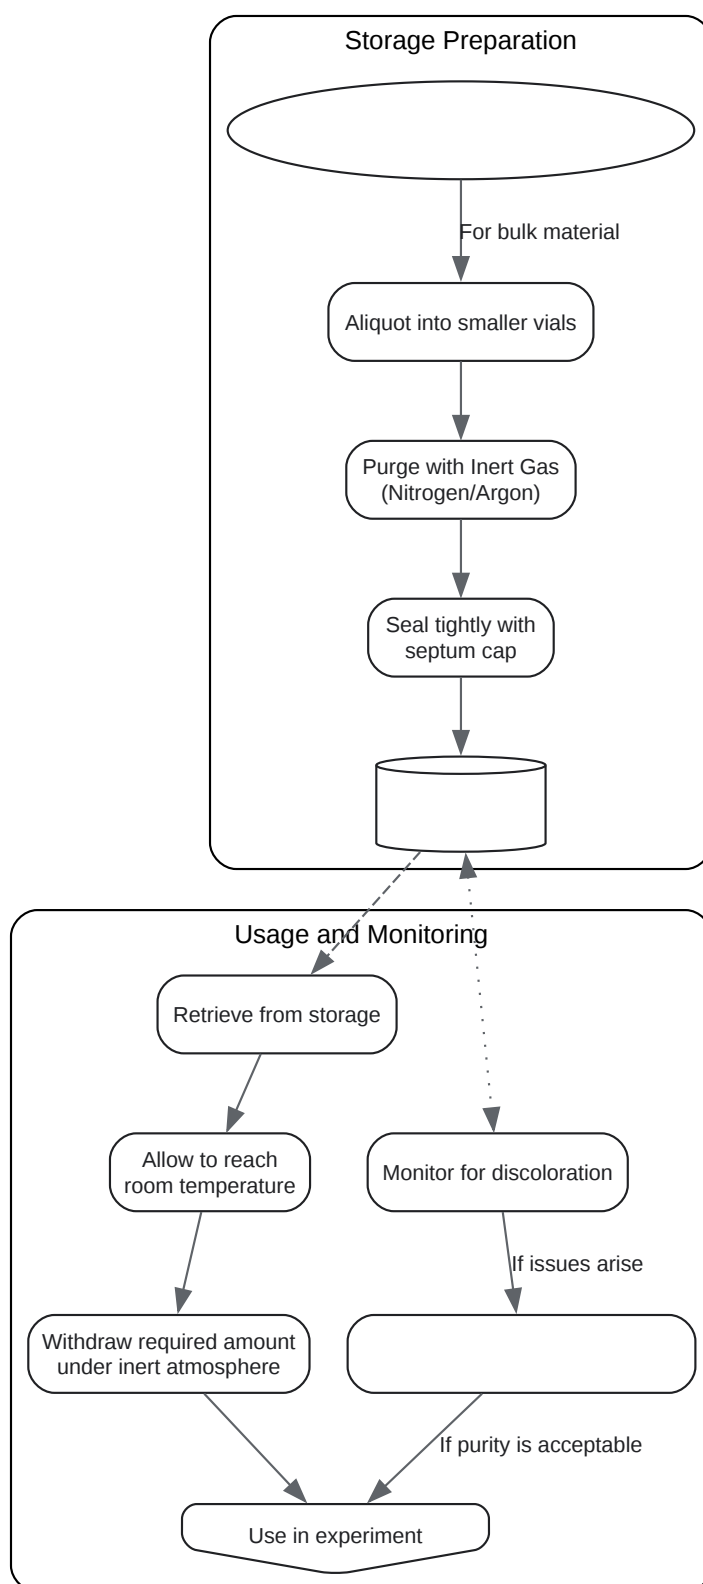 Storage Preparation
For bulk material
Aliquot into smaller vials
Purge with Inert Gas
(Nitrogen/Argon)
Seal tightly with
septum cap
Usage and Monitoring
Retrieve from storage
Allow to reach
room temperature
Monitor for discoloration
If issues arise
Withdraw required amount
under inert atmosphere
If purity is acceptable
Use in experiment